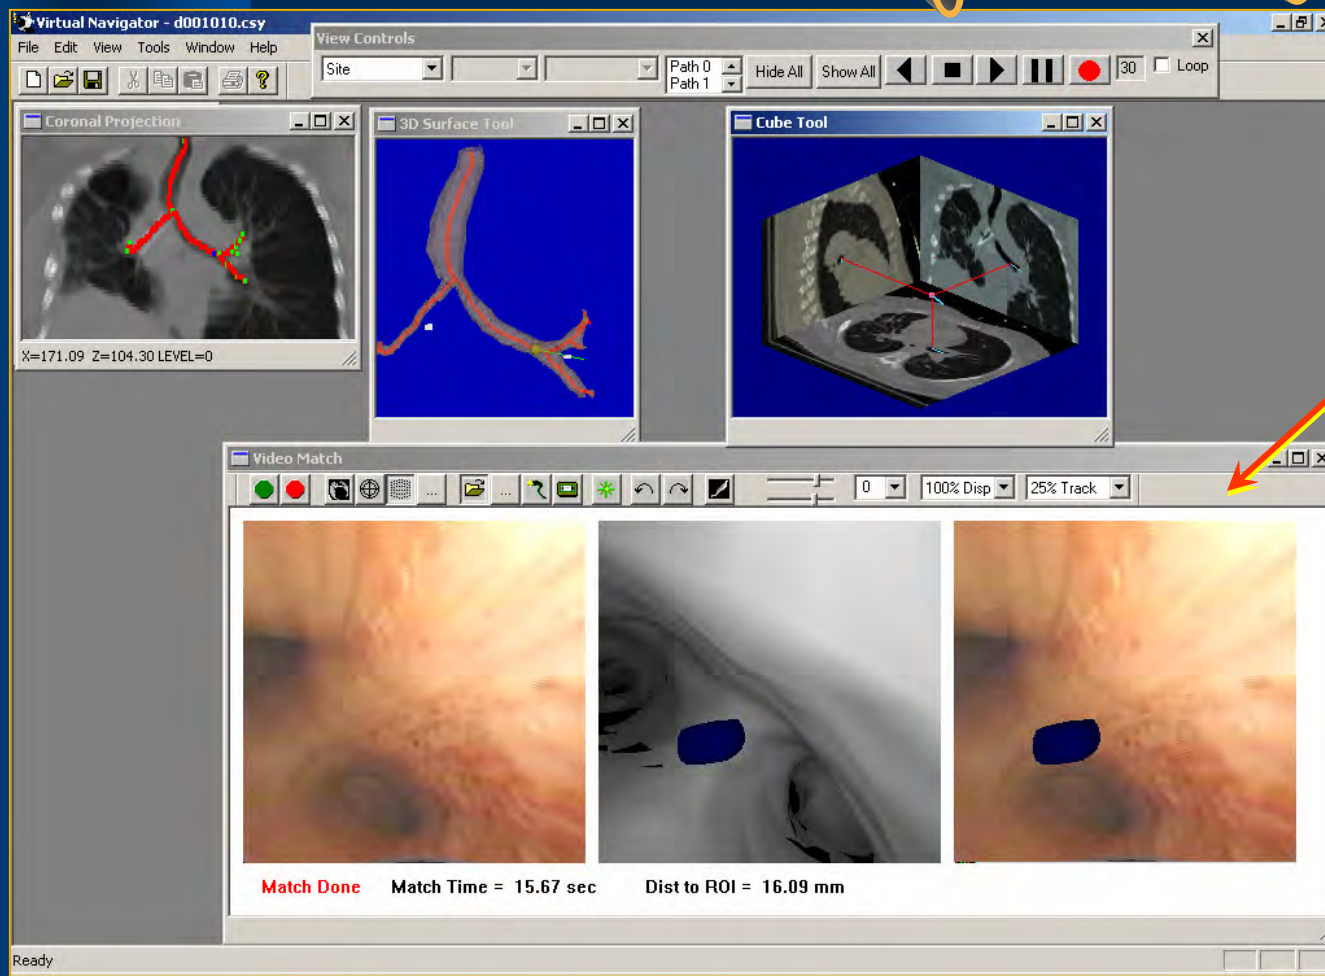 Virtual Navigator - d001010.csy
File Edit View Tools Window Help
View Controls
Site
Path 0
Path 1
Hide All
Show All
30
Loop
Coronal Projection
3D Surface Tool
Cube Tool
X=171.09 Z=104.30 LEVEL=0
Video Match
...
...
0
100% Disp
25% Track
Match Done Match Time = 15.67 sec Dist to ROI = 16.09 mm
Ready